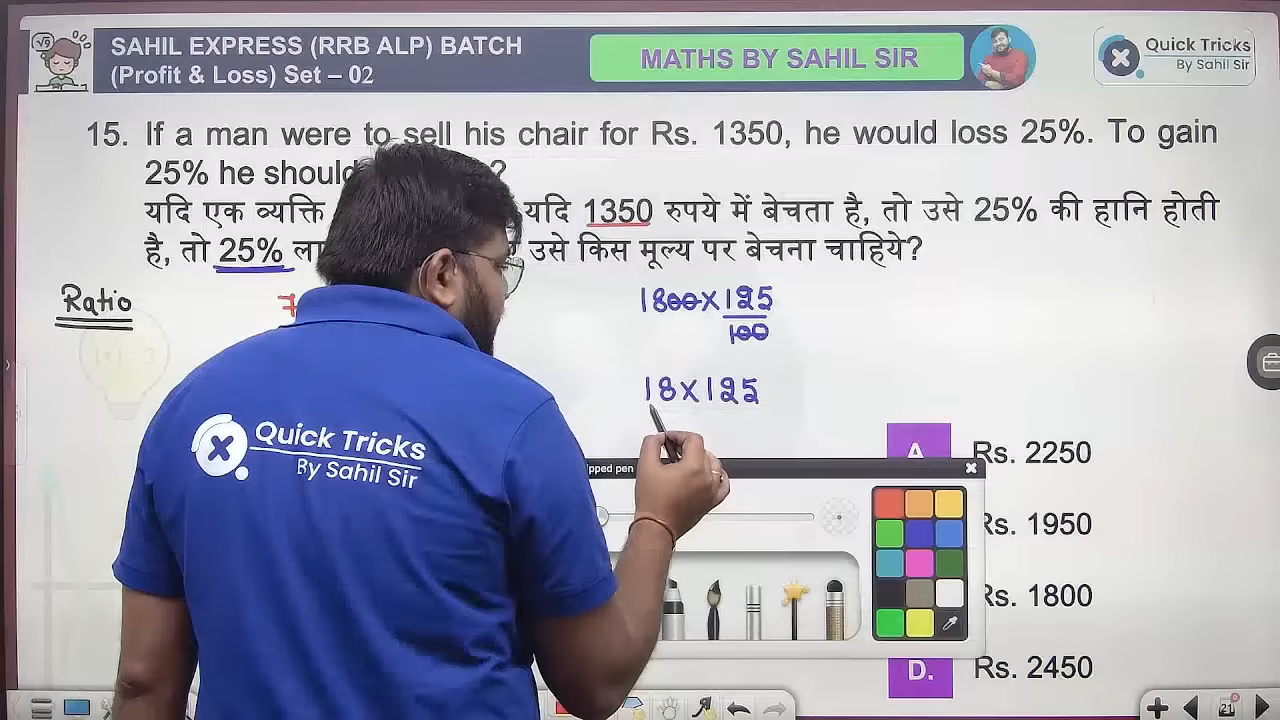 SAHIL EXPRESS (RRB ALP) BATCH
(Profit & Loss) Set – 02
MATHS BY SAHIL SIR
Quick Tricks
By Sahil Sir
15. If a man were to sell his chair for Rs. 1350, he would loss 25%. To gain
25% he should ?
यदि एक व्यक्ति यदि 1350 रुपये में बेचता है, तो उसे 25% की हानि होती
है, तो 25% उसे किस मूल्य पर बेचना चाहिये?
Ratio
1800×125
100
18×125
Quick Tricks
By Sahil Sir
A. Rs. 2250
Rs. 1950
Rs. 1800
D. Rs. 2450
pped pen
21